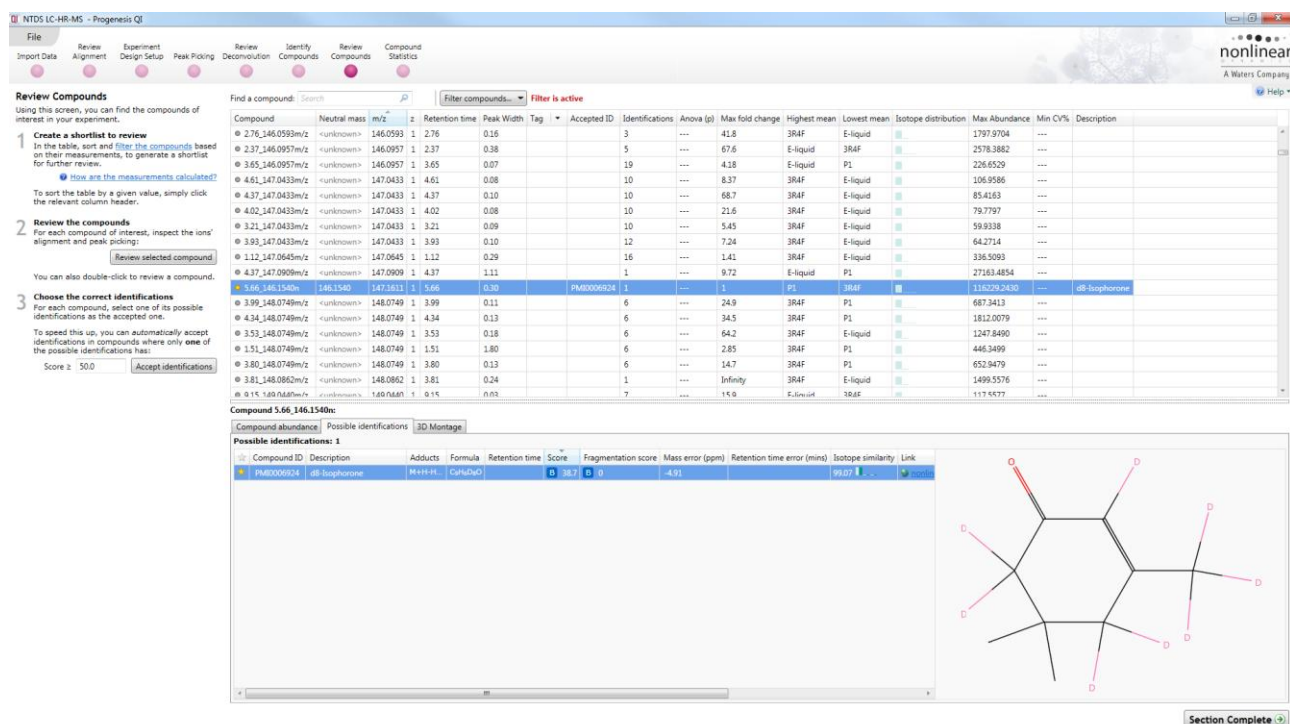 NTDS LC-HR-MS - Progenesis QI
File
Import Data
Review Alignment
Experiment Design Setup
Peak Picking
Review Deconvolution
Identify Compounds
Review Compounds
Compound Statistics
nonlinear
A Waters Company
Help
Review Compounds
Using this screen, you can find the compounds of
interest in your experiment.
1 Create a shortlist to review
In the table, sort and filter the compounds based
on their measurements, to generate a shortlist
for further review.
How are the measurements calculated?
To sort the table by a given value, simply click
the relevant column header.
2 Review the compounds
For each compound of interest, inspect the ions'
alignment and peak picking:
Review selected compound
You can also double-click to review a compound.
3 Choose the correct identifications
For each compound, select one of its possible
identifications as the accepted one.
To speed this up, you can automatically accept
identifications in compounds where only one of
the possible identifications has:
Score ≥ 50.0 Accept identifications
Find a compound: Search Filter compounds... Filter is active
Compound Neutral mass m/z z Retention time Peak Width Tag Accepted ID Identifications Anova (p) Max fold change Highest mean Lowest mean Isotope distribution Max Abundance Min CV% Description
2.76_146.0593m/z <unknown> 146.0593 1 2.76 0.16 3 --- 41.8 3R4F E-liquid 1797.9704 ---
2.37_146.0957m/z <unknown> 146.0957 1 2.37 0.38 5 --- 67.6 E-liquid 3R4F 2578.3882 ---
3.65_146.0957m/z <unknown> 146.0957 1 3.65 0.07 19 --- 4.18 E-liquid P1 226.6529 ---
4.61_147.0433m/z <unknown> 147.0433 1 4.61 0.08 10 --- 8.37 3R4F E-liquid 106.9586 ---
4.37_147.0433m/z <unknown> 147.0433 1 4.37 0.10 10 --- 68.7 3R4F E-liquid 85.4163 ---
4.02_147.0433m/z <unknown> 147.0433 1 4.02 0.08 10 --- 21.6 3R4F E-liquid 79.7797 ---
3.21_147.0433m/z <unknown> 147.0433 1 3.21 0.09 10 --- 5.45 3R4F E-liquid 59.9338 ---
3.93_147.0433m/z <unknown> 147.0433 1 3.93 0.10 12 --- 7.24 3R4F E-liquid 64.2714 ---
1.12_147.0645m/z <unknown> 147.0645 1 1.12 0.29 16 --- 1.41 3R4F E-liquid 336.5093 ---
4.37_147.0909m/z <unknown> 147.0909 1 4.37 1.11 1 --- 9.72 E-liquid P1 27163.4854 ---
5.66_146.1540n 146.1540 147.1611 1 5.66 0.30 PMI0006924 1 --- 1 P1 3R4F 116229.2430 --- d8-Isophorone
3.99_148.0749m/z <unknown> 148.0749 1 3.99 0.11 6 --- 24.9 3R4F P1 687.3413 ---
4.34_148.0749m/z <unknown> 148.0749 1 4.34 0.13 6 --- 34.5 3R4F P1 1812.0079 ---
3.53_148.0749m/z <unknown> 148.0749 1 3.53 0.18 6 --- 64.2 3R4F E-liquid 1247.8490 ---
1.51_148.0749m/z <unknown> 148.0749 1 1.51 1.80 6 --- 2.85 3R4F P1 446.3499 ---
3.80_148.0749m/z <unknown> 148.0749 1 3.80 0.13 6 --- 14.7 3R4F P1 652.9479 ---
3.81_148.0862m/z <unknown> 148.0862 1 3.81 0.24 1 --- Infinity 3R4F E-liquid 1499.5576 ---
9.15_149.0440m/z <unknown> 149.0440 1 9.15 0.03 7 --- 15.9 E-liquid 3R4F 117.5577 ---
Compound 5.66_146.1540n:
Compound abundance Possible identifications 3D Montage
Possible identifications: 1
Compound ID Description Adducts Formula Retention time Score Fragmentation score Mass error (ppm) Retention time error (mins) Isotope similarity Link
PMI0006924 d8-Isophorone M+H-H... C₉H₆D₈O B 38.7 B 0 -4.91 99.07 nonlin
O
D
D
D
D
D
D
D
D
Section Complete